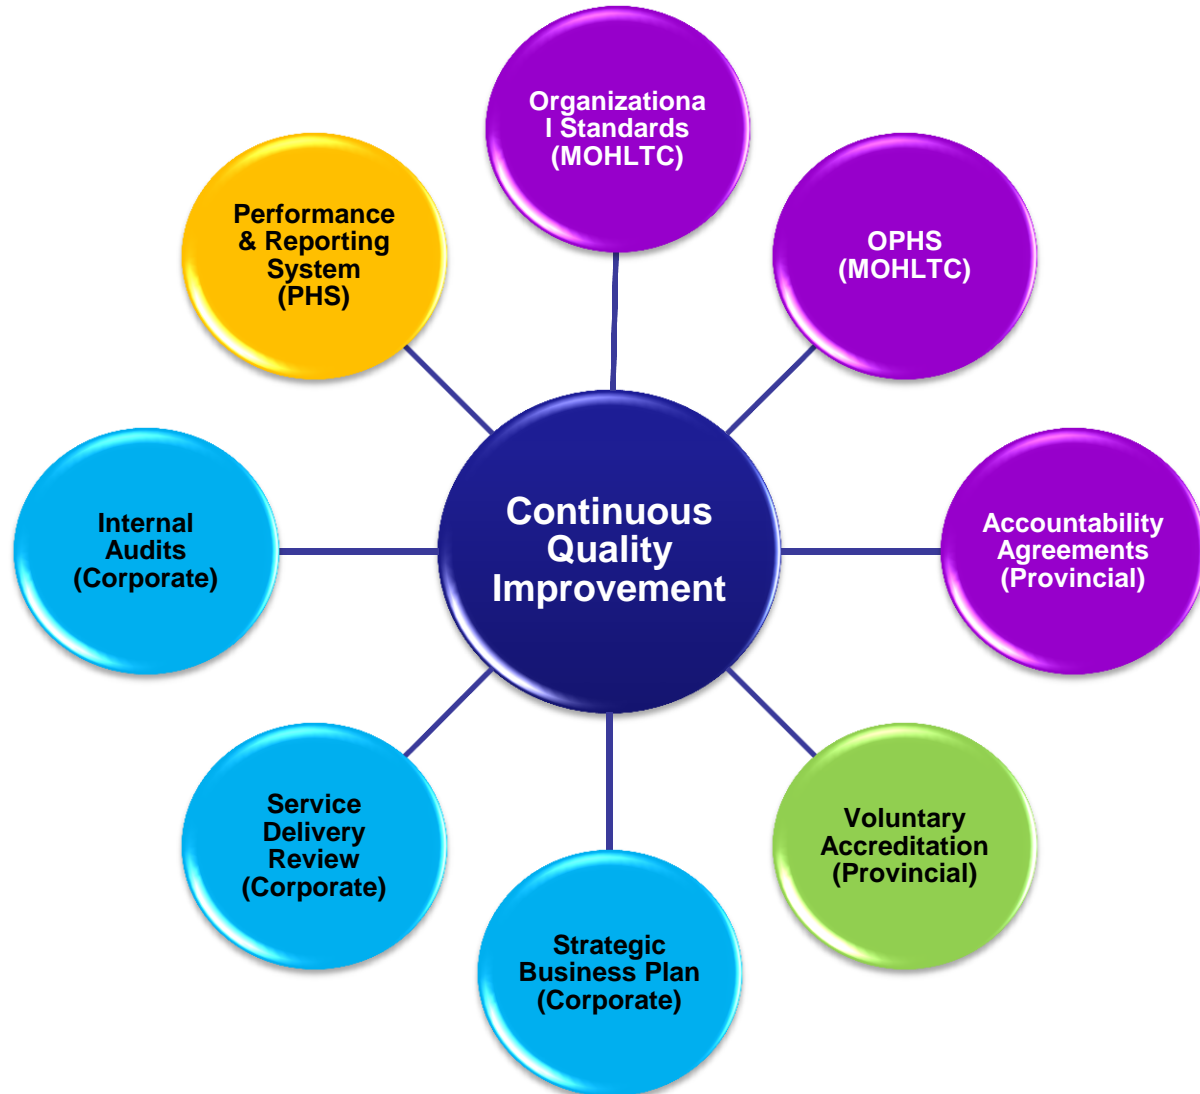 Organizationa
l Standards
(MOHLTC)
OPHS
(MOHLTC)
Accountability
Agreements
(Provincial)
Voluntary
Accreditation
(Provincial)
Strategic
Business Plan
(Corporate)
Service
Delivery
Review
(Corporate)
Internal
Audits
(Corporate)
Performance
& Reporting
System
(PHS)
Continuous
Quality
Improvement